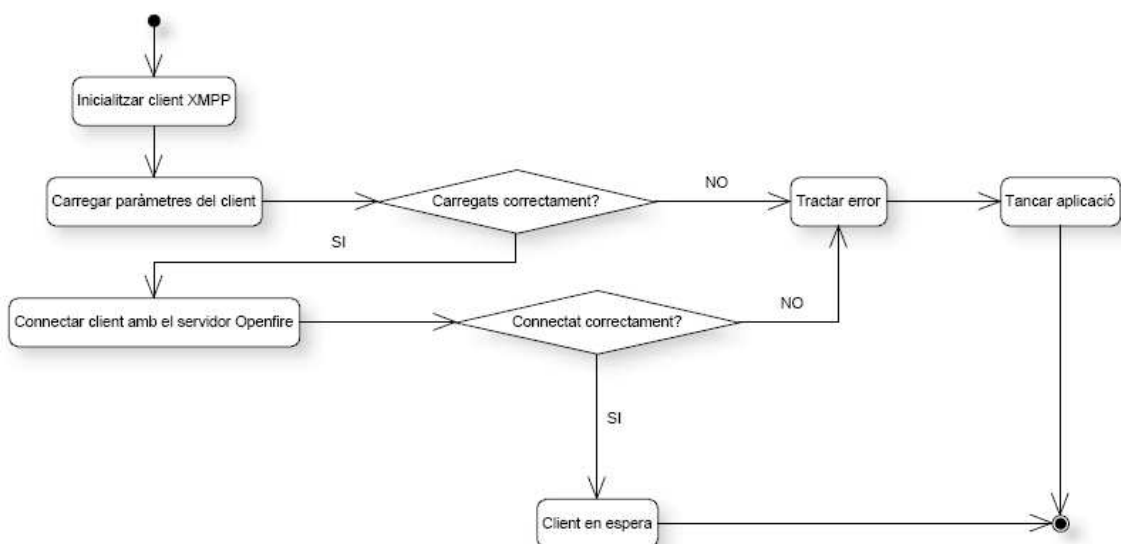 Inicialitzar client XMPP
Carregar paràmetres del client
Carregats correctament?
NO
Tractar error
Tancar aplicació
SI
Connectar client amb el servidor Openfire
Connectat correctament?
NO
SI
Client en espera